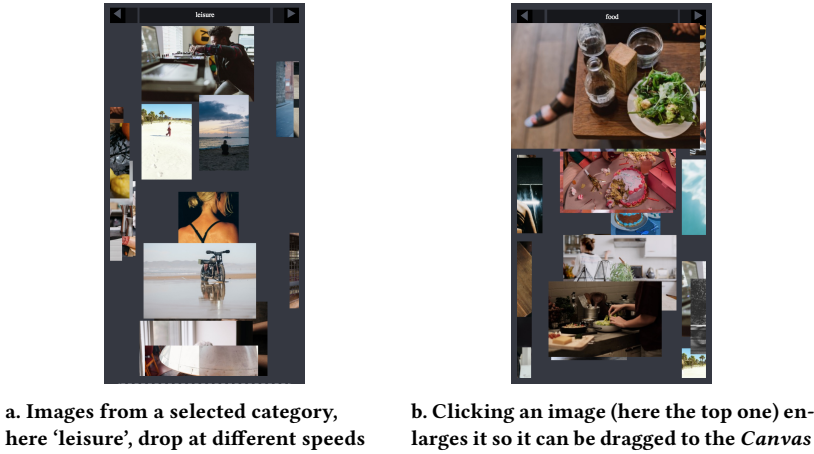 leisure
food
a. Images from a selected category,
here ‘leisure’, drop at different speeds
b. Clicking an image (here the top one) en-
larges it so it can be dragged to the Canvas